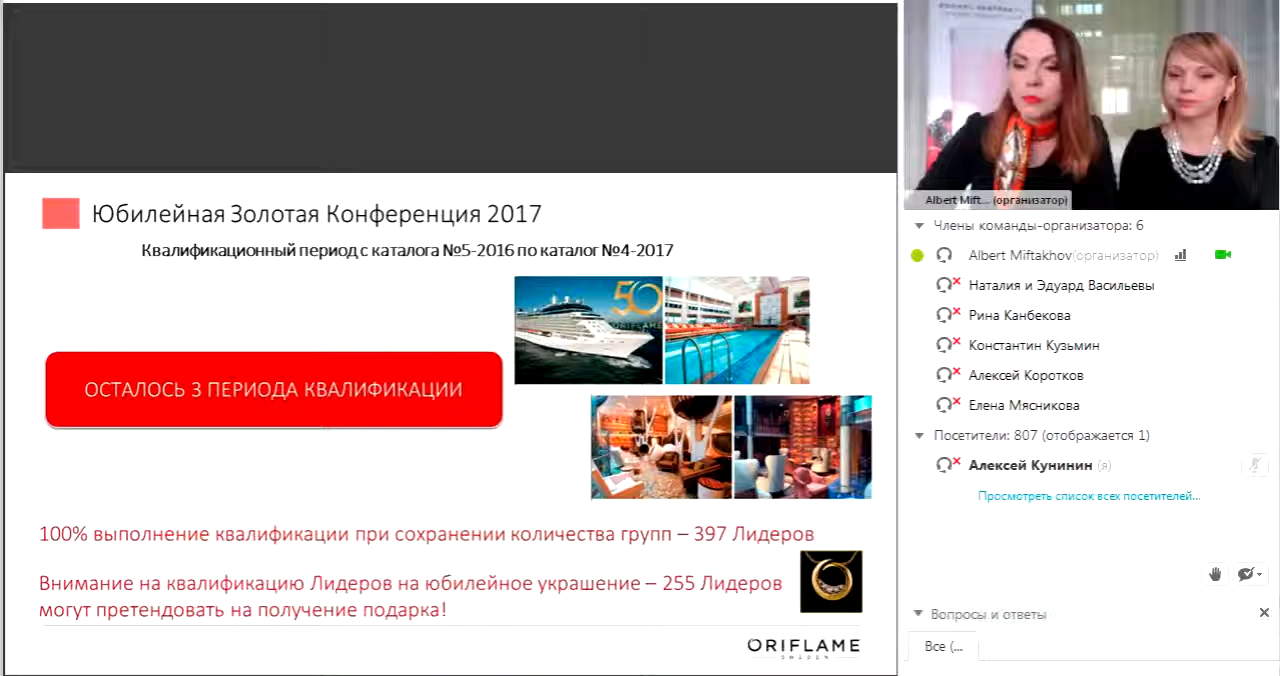 Юбилейная Золотая Конференция 2017
Квалификационный период с каталога №5-2016 по каталог №4-2017
50
ORIFLAME
ОСТАЛОСЬ 3 ПЕРИОДА КВАЛИФИКАЦИИ
100% выполнение квалификации при сохранении количества групп – 397 Лидеров
Внимание на квалификацию Лидеров на юбилейное украшение – 255 Лидеров
могут претендовать на получение подарка!
ORIFLAME
SWEDEN
Albert Mift... (организатор)
Члены команды-организатора: 6
Albert Miftakhov(организатор)
Наталия и Эдуард Васильевы
Рина Канбекова
Константин Кузьмин
Алексей Коротков
Елена Мясникова
Посетители: 807 (отображается 1)
Алексей Кунинин (я)
Просмотреть список всех посетителей...
Вопросы и ответы
Все (...